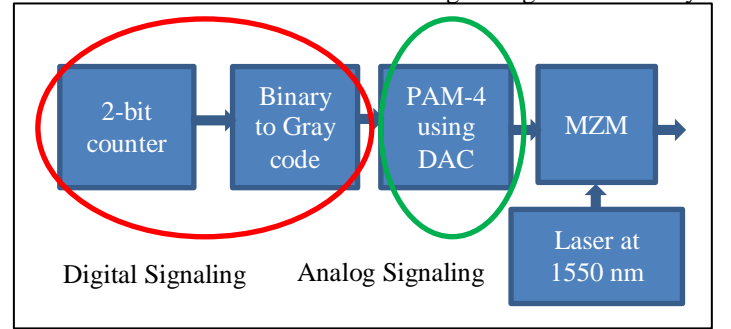 2-bit
counter
Binary
to Gray
code
PAM-4
using
DAC
MZM
Laser at
1550 nm
Digital Signaling
Analog Signaling